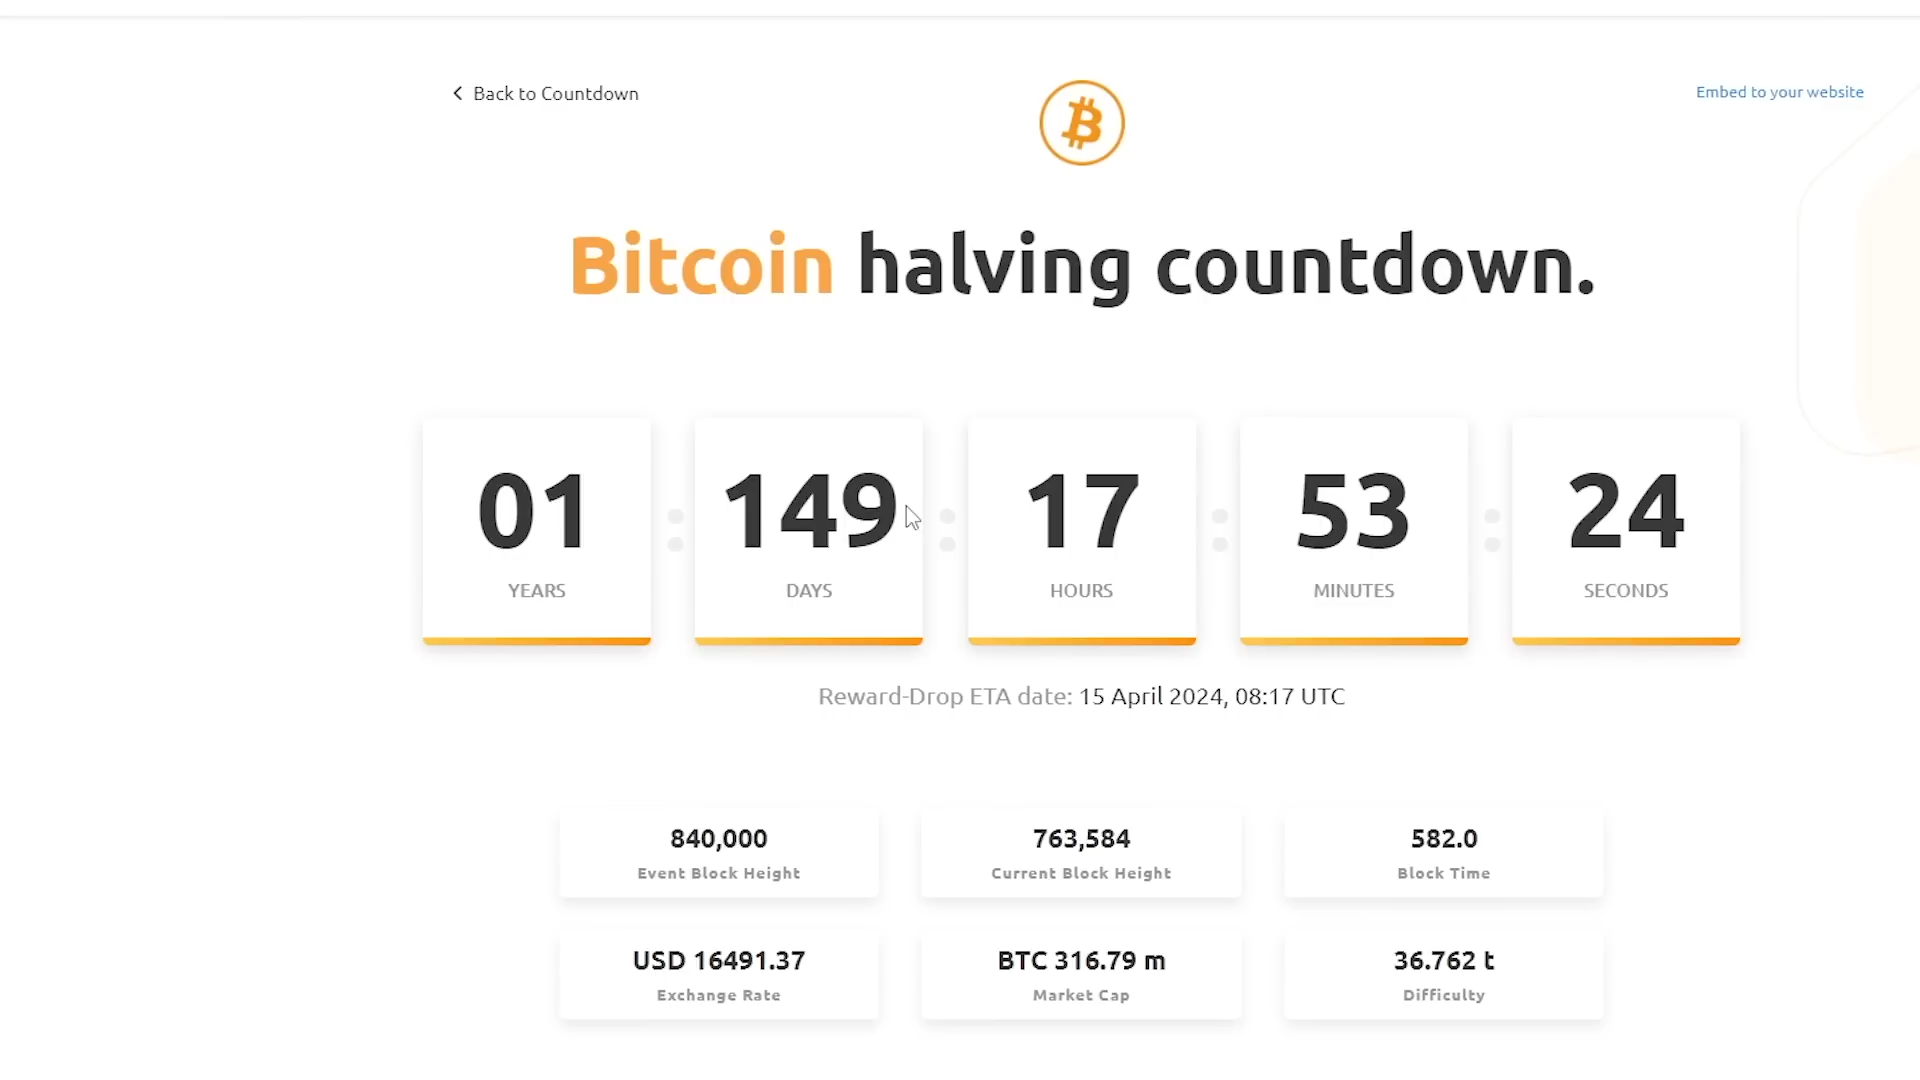 Back to Countdown
Embed to your website
Bitcoin halving countdown.
01 149 17 53 24
YEARS DAYS HOURS MINUTES SECONDS
Reward-Drop ETA date: 15 April 2024, 08:17 UTC
840,000 763,584 582.0
Event Block Height Current Block Height Block Time
USD 16491.37 BTC 316.79 m 36.762 t
Exchange Rate Market Cap Difficulty